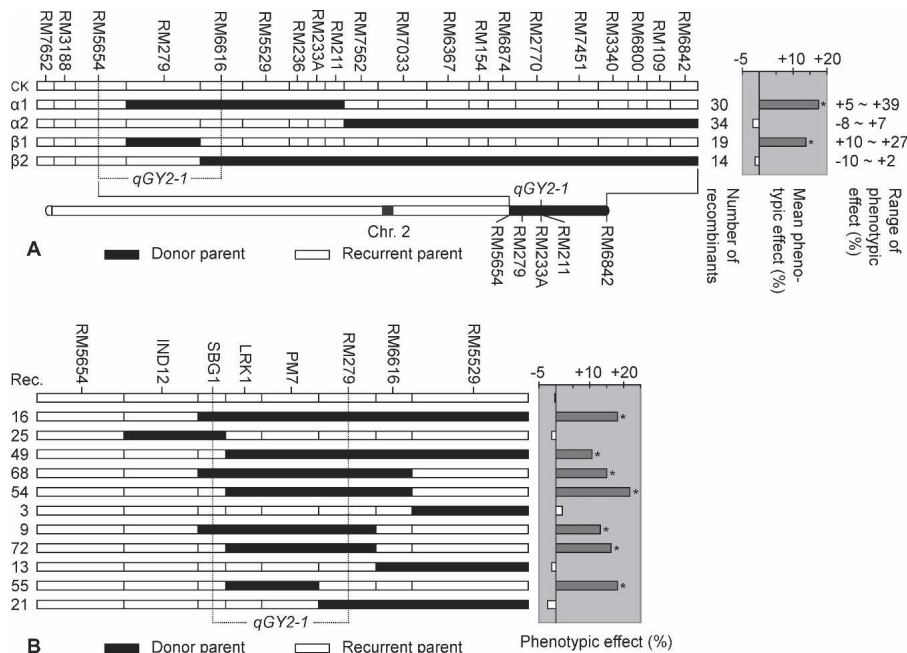 RM7652 RM3188 RM5654 RM279 RM6616 RM5529 RM236 RM233A RM211 RM7562 RM7033 RM6367 RM154 RM6874 RM2770 RM7451 RM3340 RM6800 RM109 RM6842
-5 +10 +20
CK
α1 30 * +5 ~ +39
α2 34 -8 ~ +7
β1 19 * +10 ~ +27
β2 14 -10 ~ +2
qGY2-1
qGY2-1
Chr. 2
RM5654 RM279 RM233A RM211 RM6842
Number of
recombinants
Mean pheno-
typic effect (%)
Range of
phenotypic
effect (%)
A Donor parent Recurrent parent
RM5654 IND12 SBG1 LRK1 PM7 RM279 RM6616 RM5529
Rec.
-5 +10 +20
16 *
25
49 *
68 *
54 *
3
9 *
72 *
13
55 *
21
qGY2-1
Phenotypic effect (%)
B Donor parent Recurrent parent